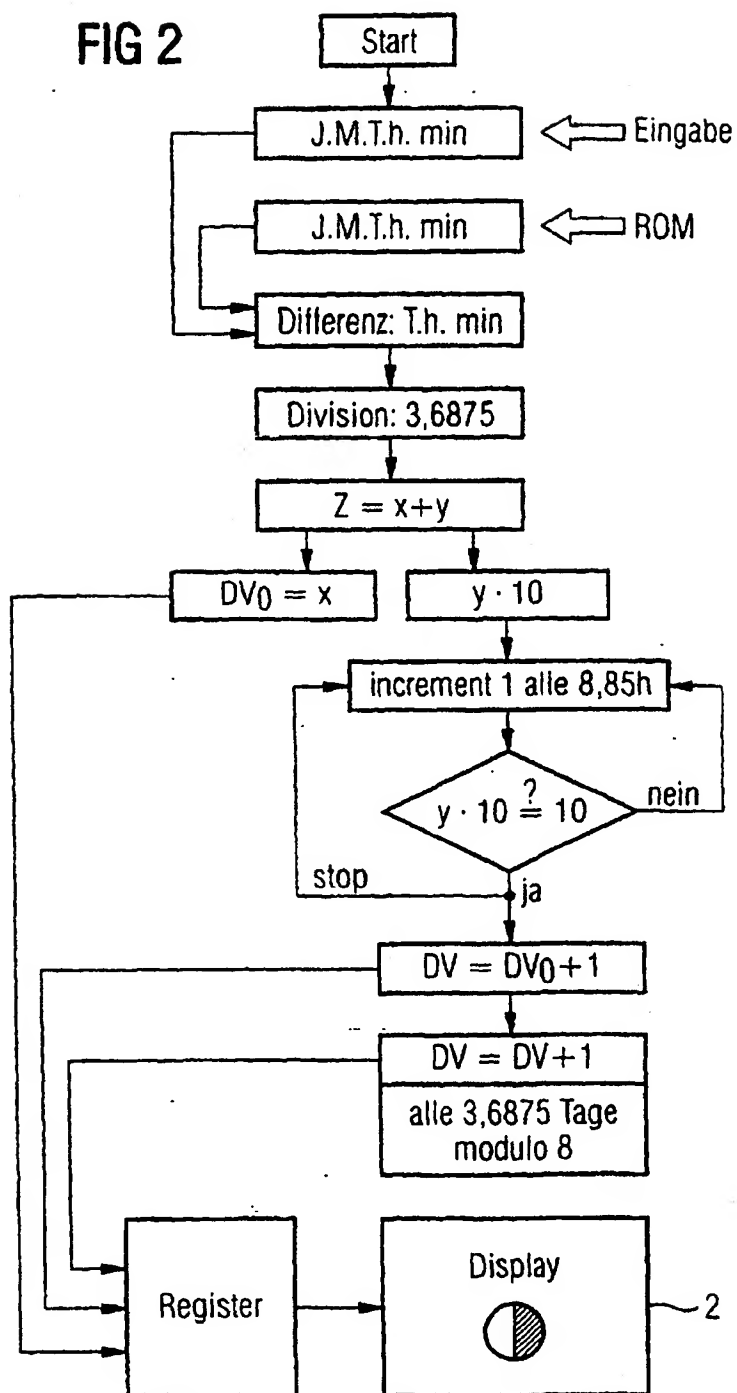 FIG 2
Start
J.M.T.h. min
Eingabe
J.M.T.h. min
ROM
Differenz: T.h. min
Division: 3,6875
Z = x+y
DV0 = x
y · 10
increment 1 alle 8,85h
y · 10 ≟ 10
nein
stop
ja
DV = DV0+1
DV = DV+1
alle 3,6875 Tage
modulo 8
Register
Display
2